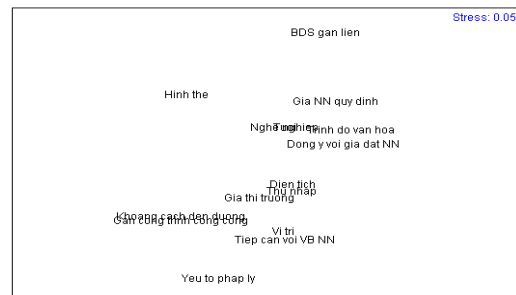 Stress: 0.05
BDS gan lien
Hinh the
Gia NN quy dinh
Nghe nghiep
Tuoi
Trinh do van hoa
Dong y voi gia dat NN
Dien tich
Thu nhap
Gia thi truong
Khoang cach den duong
Gan cong trinh cong cong
Vi tri
Tiep can voi VB NN
Yeu to phap ly